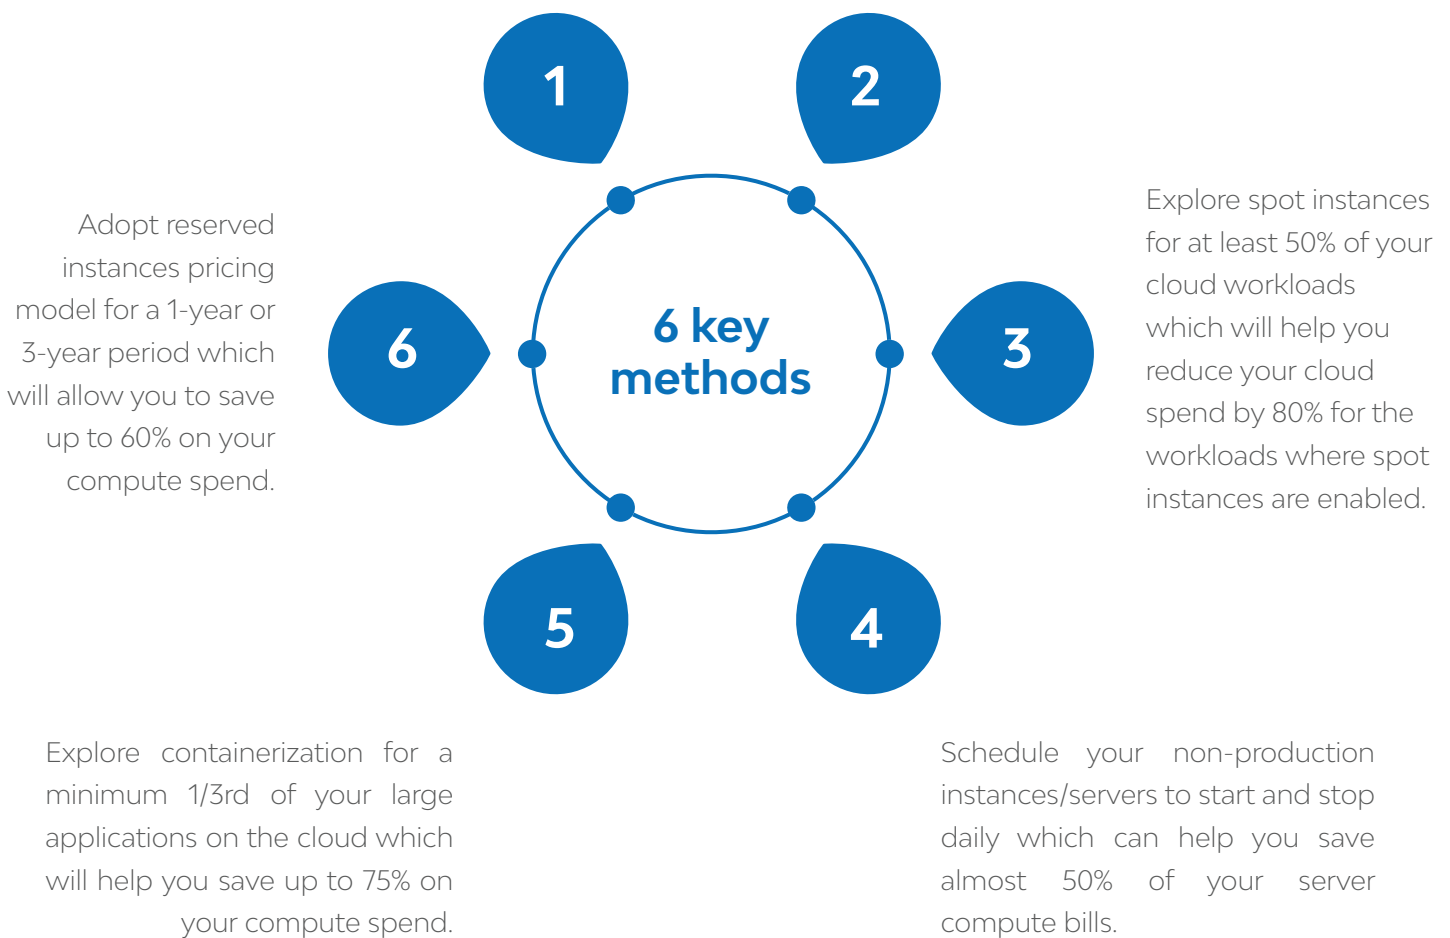 1
2
3
4
5
6
6 key
methods
Explore spot instances
for at least 50% of your
cloud workloads
which will help you
reduce your cloud
spend by 80% for the
workloads where spot
instances are enabled.
Schedule your non-production
instances/servers to start and stop
daily which can help you save
almost 50% of your server
compute bills.
Explore containerization for a
minimum 1/3rd of your large
applications on the cloud which
will help you save up to 75% on
your compute spend.
Adopt reserved
instances pricing
model for a 1-year or
3-year period which
will allow you to save
up to 60% on your
compute spend.